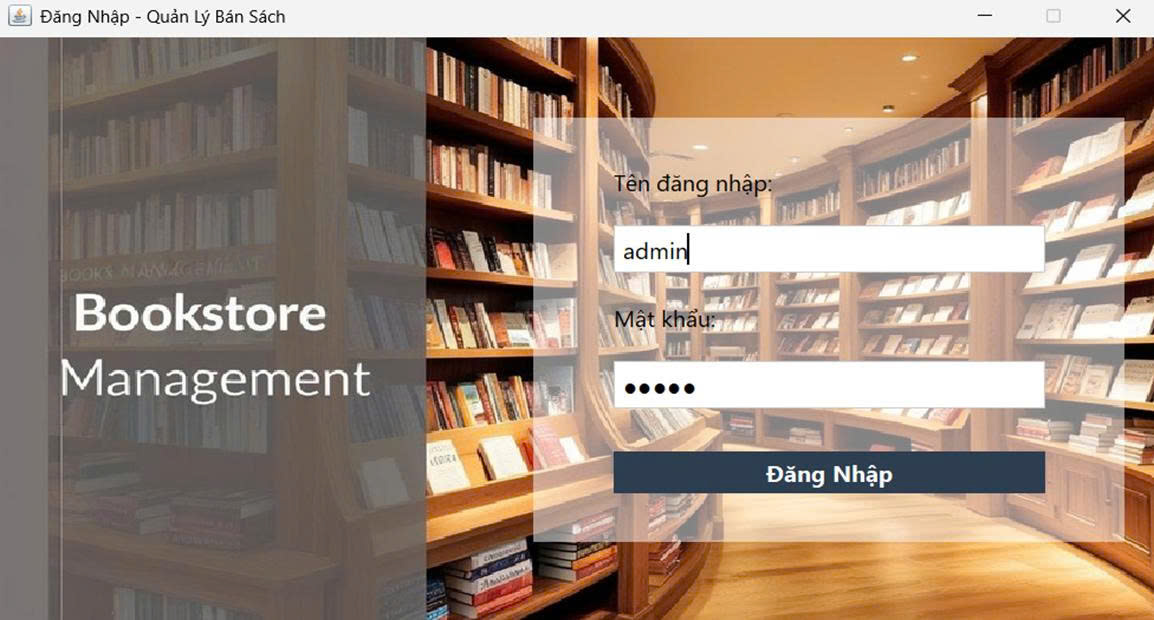 Đăng Nhập - Quản Lý Bán Sách
BOOKS MANAGEMENT
Bookstore
Management
Tên đăng nhập:
admin
Mật khẩu:
•••••
Đăng Nhập